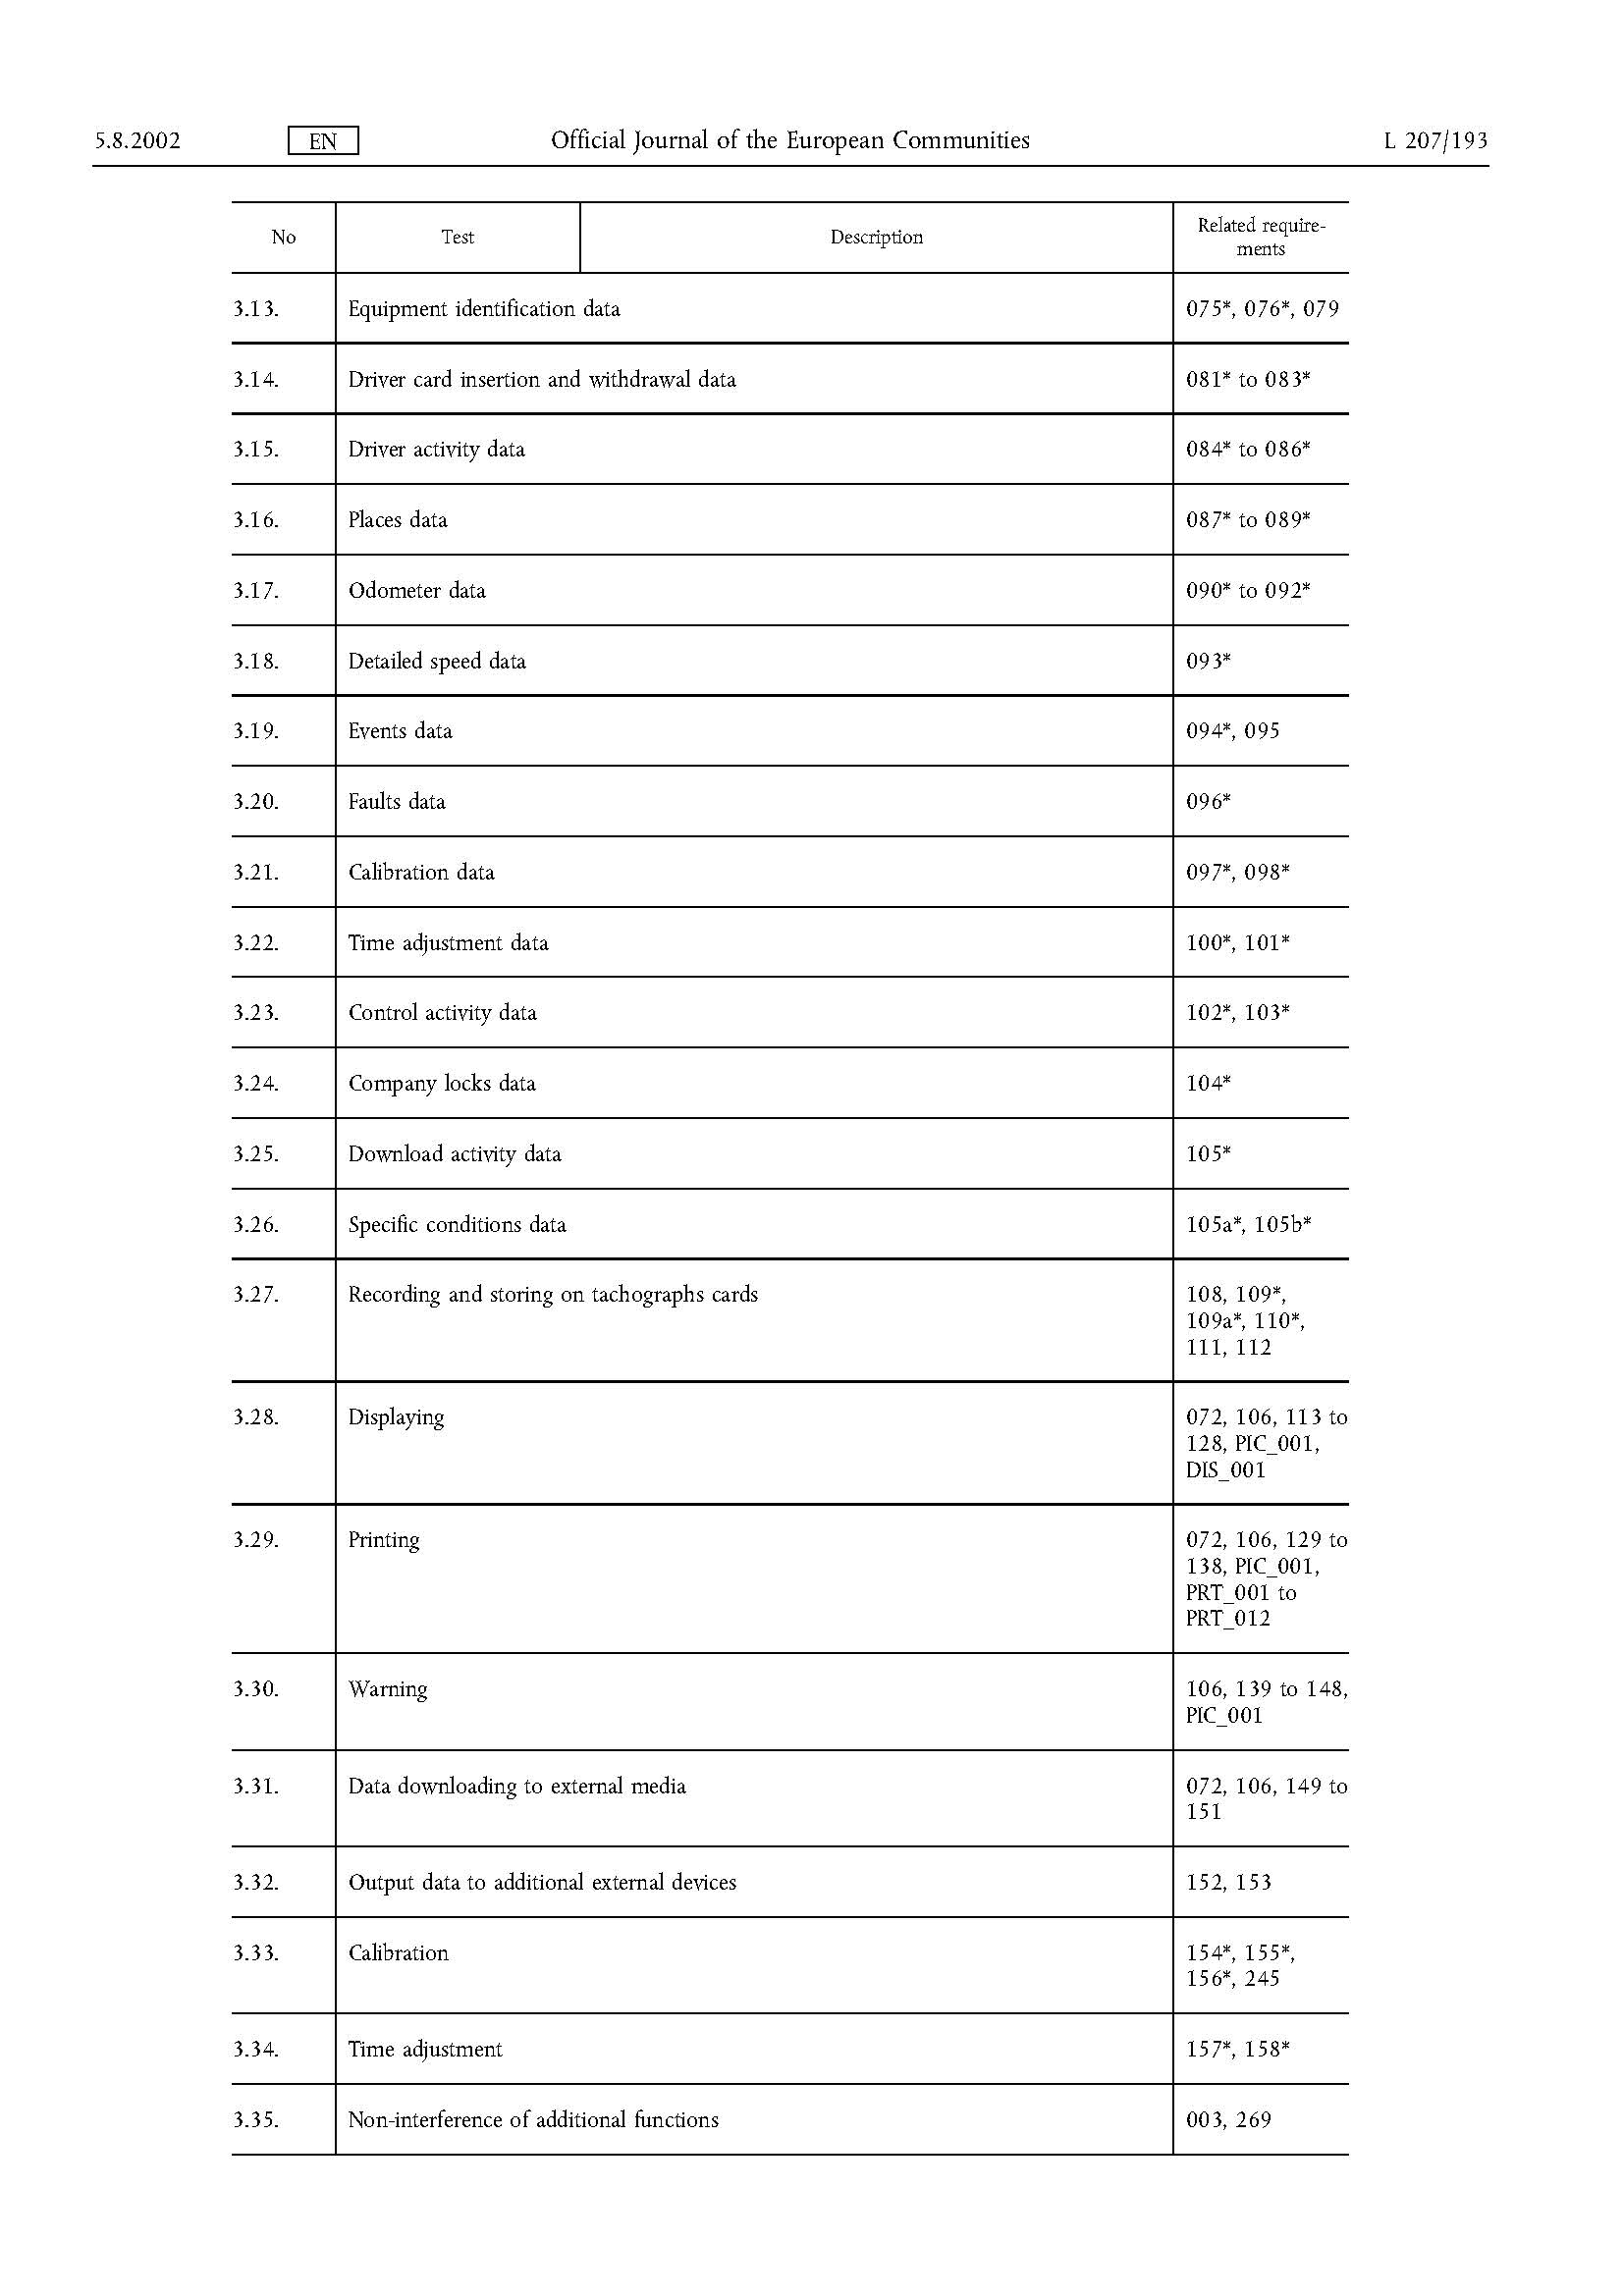 5.8.2002 EN Official Journal of the European Communities L 207/193
No Test Description Related require-
ments
3.13. Equipment identification data 075*, 076*, 079
3.14. Driver card insertion and withdrawal data 081* to 083*
3.15. Driver activity data 084* to 086*
3.16. Places data 087* to 089*
3.17. Odometer data 090* to 092*
3.18. Detailed speed data 093*
3.19. Events data 094*, 095
3.20. Faults data 096*
3.21. Calibration data 097*, 098*
3.22. Time adjustment data 100*, 101*
3.23. Control activity data 102*, 103*
3.24. Company locks data 104*
3.25. Download activity data 105*
3.26. Specific conditions data 105a*, 105b*
3.27. Recording and storing on tachographs cards 108, 109*,
109a*, 110*,
111, 112
3.28. Displaying 072, 106, 113 to
128, PIC_001,
DIS_001
3.29. Printing 072, 106, 129 to
138, PIC_001,
PRT_001 to
PRT_012
3.30. Warning 106, 139 to 148,
PIC_001
3.31. Data downloading to external media 072, 106, 149 to
151
3.32. Output data to additional external devices 152, 153
3.33. Calibration 154*, 155*,
156*, 245
3.34. Time adjustment 157*, 158*
3.35. Non-interference of additional functions 003, 269